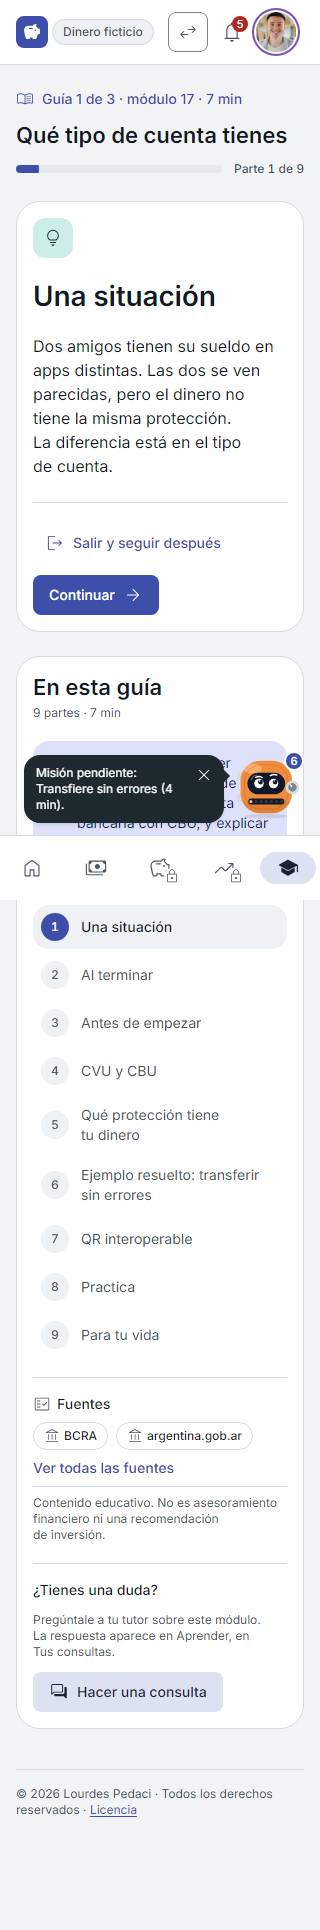 Dinero ficticio
5
Guía 1 de 3 · módulo 17 · 7 min
Qué tipo de cuenta tienes
Parte 1 de 9
Una situación
Dos amigos tienen su sueldo en
apps distintas. Las dos se ven
parecidas, pero el dinero no
tiene la misma protección.
La diferencia está en el tipo
de cuenta.
Salir y seguir después
Continuar
En esta guía
9 partes · 7 min
Misión pendiente:
Transfiere sin errores (4
min).
6
bancaria con CBU, y explicar
1 Una situación
2 Al terminar
3 Antes de empezar
4 CVU y CBU
5 Qué protección tiene
tu dinero
6 Ejemplo resuelto: transferir
sin errores
7 QR interoperable
8 Practica
9 Para tu vida
Fuentes
BCRA
argentina.gob.ar
Ver todas las fuentes
Contenido educativo. No es asesoramiento
financiero ni una recomendación
de inversión.
¿Tienes una duda?
Pregúntale a tu tutor sobre este módulo.
La respuesta aparece en Aprender, en
Tus consultas.
Hacer una consulta
© 2026 Lourdes Pedaci · Todos los derechos
reservados · Licencia